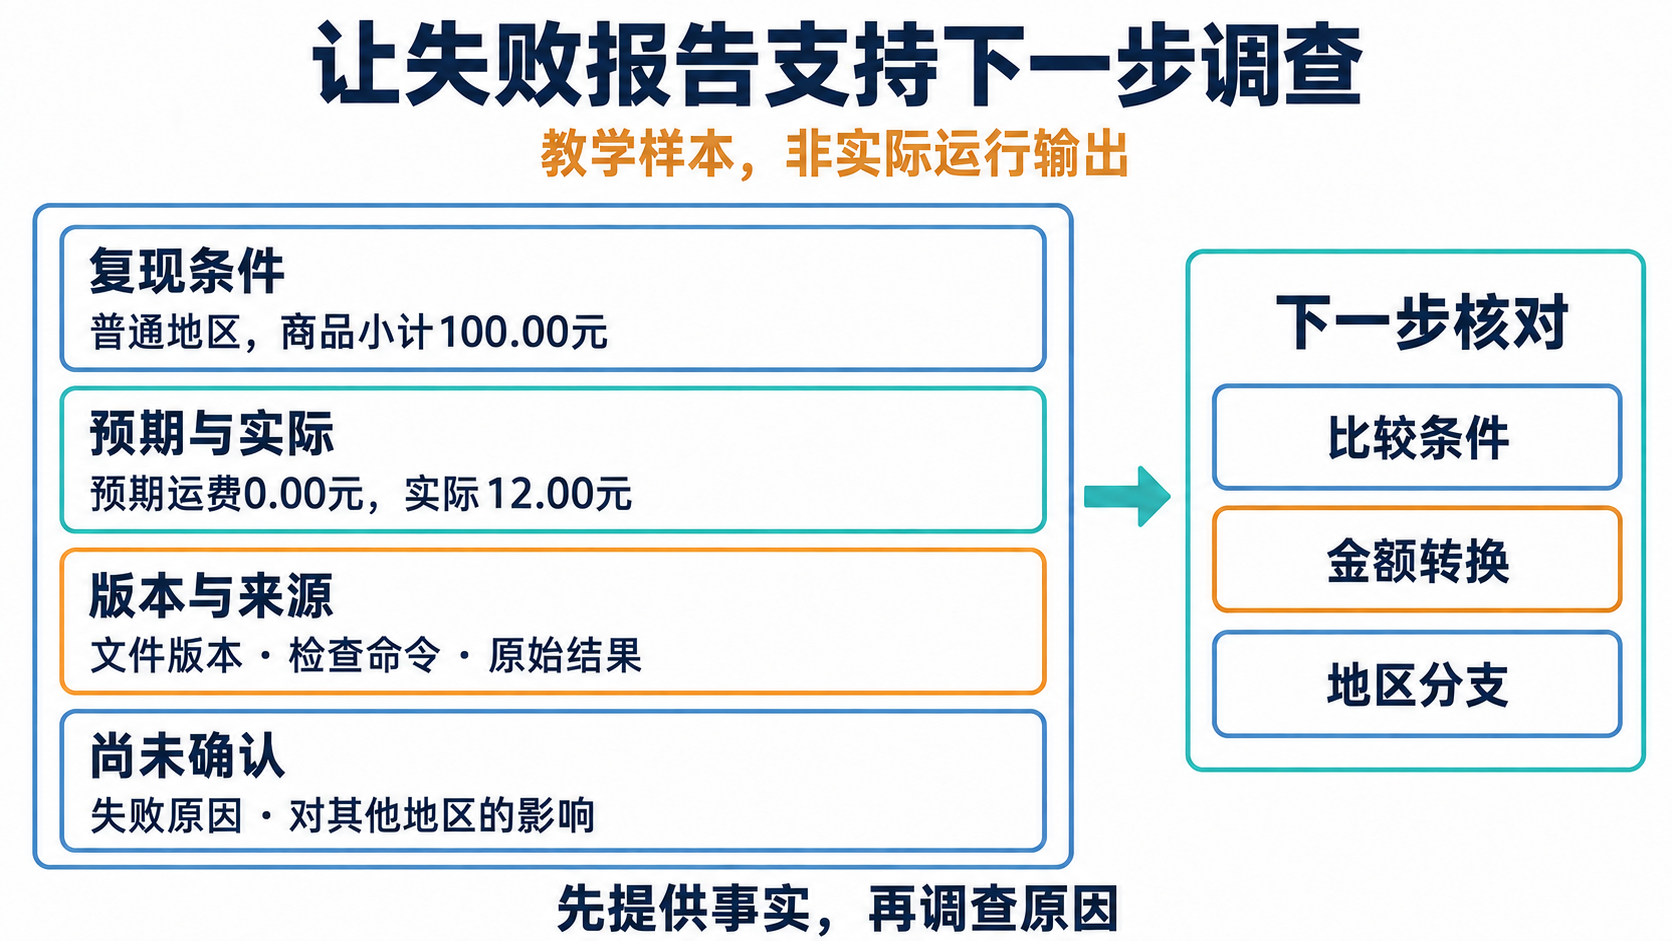 让失败报告支持下一步调查
教学样本，非实际运行输出
复现条件
普通地区，商品小计100.00元
预期与实际
预期运费0.00元，实际12.00元
版本与来源
文件版本·检查命令·原始结果
尚未确认
失败原因·对其他地区的影响
下一步核对
比较条件
金额转换
地区分支
先提供事实，再调查原因